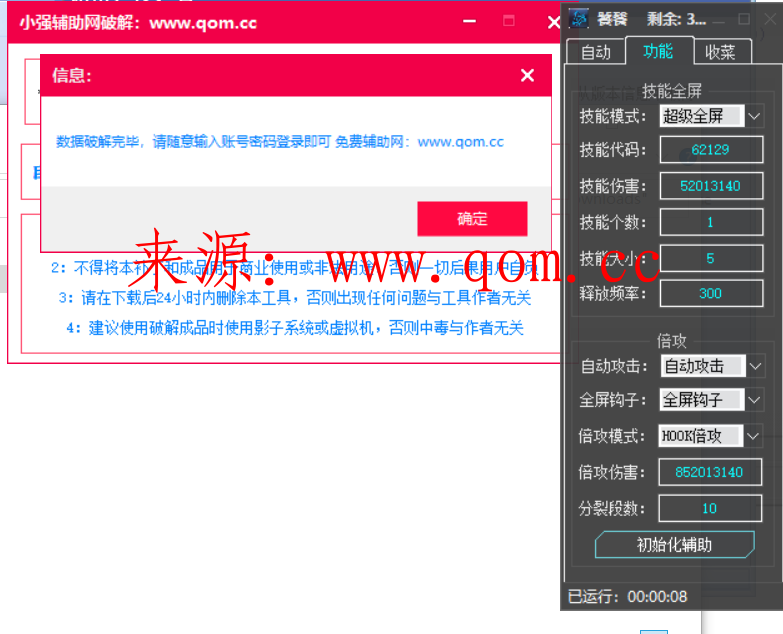 小强辅助网破解：www.qom.cc
信息：
数据破解完毕，请随意输入账号密码登录即可 免费辅助网：www.qom.cc
确定
来源：www.qom.cc
2：不得将本补丁和成品用于商业使用或非法用途，否则一切后果用户自负
3：请在下载后24小时内删除本工具，否则出现任何问题与工具作者无关
4：建议使用破解成品时使用影子系统或虚拟机，否则中毒与作者无关
饕餮 剩余: 3...
自动 功能 收菜
技能全屏
技能模式： 超级全屏
技能代码： 62129
技能伤害： 52013140
技能个数： 1
技能大小： 5
释放频率： 300
倍攻
自动攻击： 自动攻击
全屏钩子： 全屏钩子
倍攻模式： HOOK倍攻
倍攻伤害： 852013140
分裂段数： 10
初始化辅助
已运行： 00:00:08